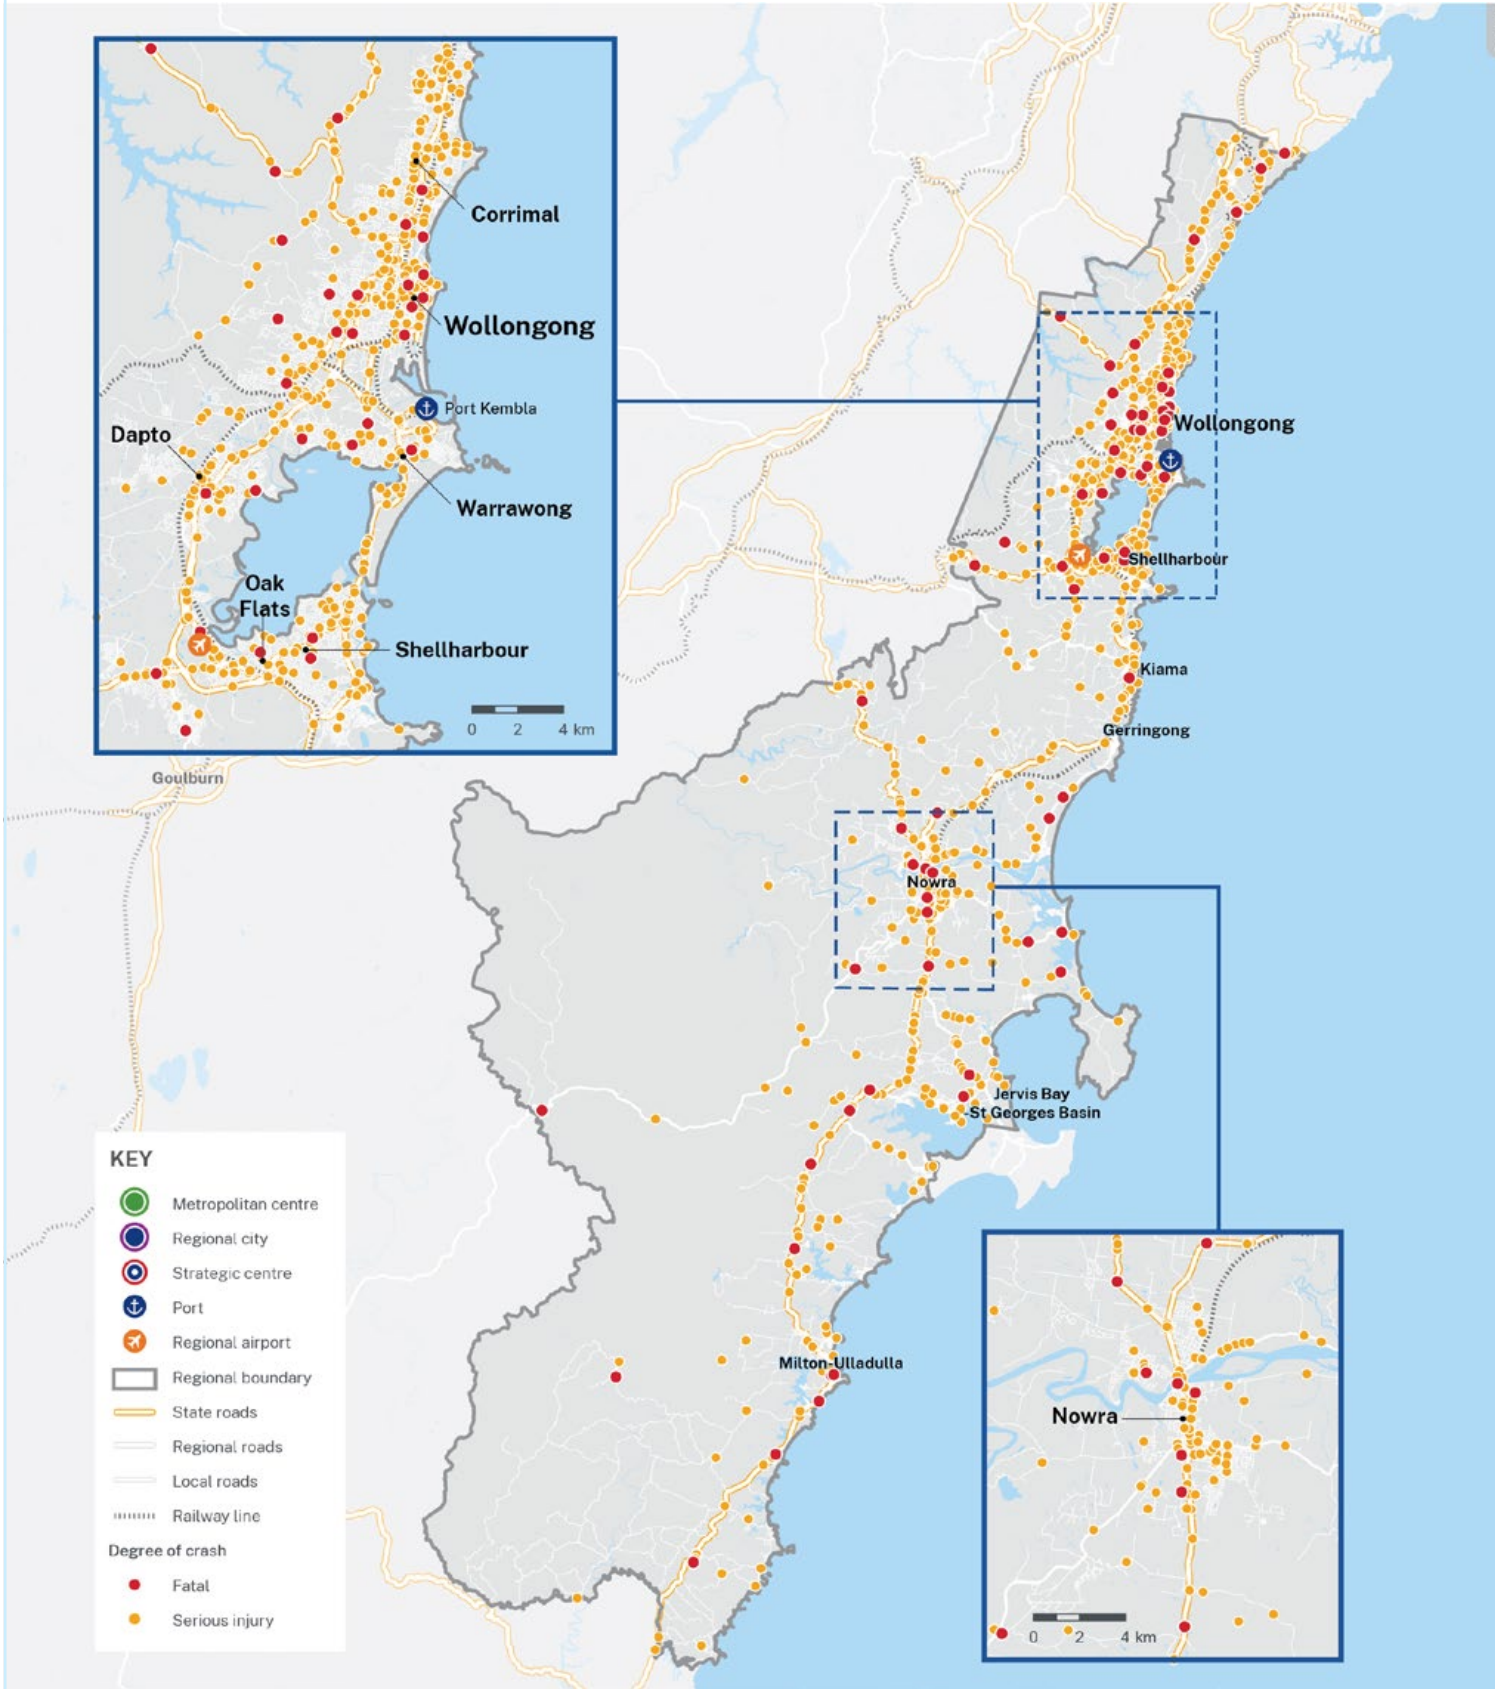 Corrimal
Wollongong
Port Kembla
Dapto
Warrawong
Oak
Flats
Shellharbour
0 2 4 km
Goulburn
Wollongong
Shellharbour
Kiama
Gerringong
Nowra
Jervis Bay
-St Georges Basin
Milton-Ulladulla
KEY
Metropolitan centre
Regional city
Strategic centre
Port
Regional airport
Regional boundary
State roads
Regional roads
Local roads
Railway line
Degree of crash
Fatal
Serious injury
Nowra
0 2 4 km